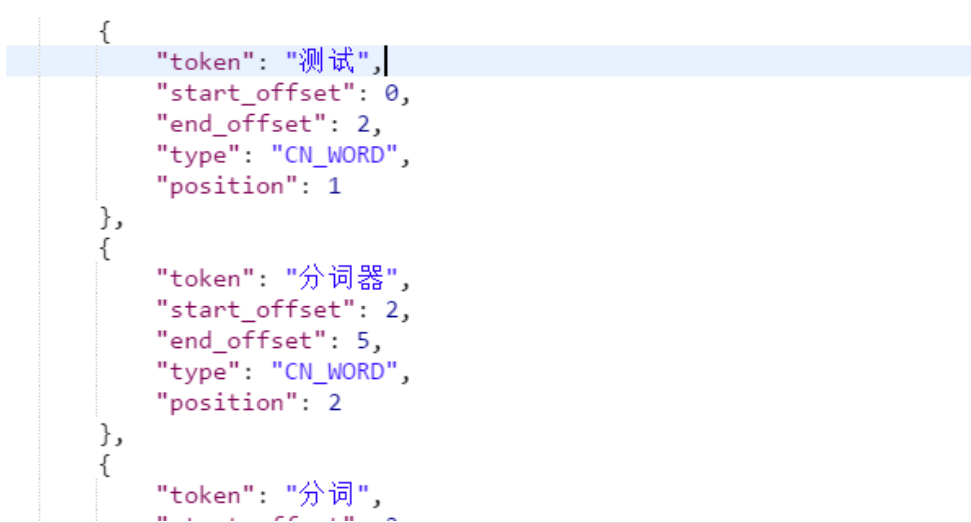 {
"token": "测试",
"start_offset": 0,
"end_offset": 2,
"type": "CN_WORD",
"position": 1
},
{
"token": "分词器",
"start_offset": 2,
"end_offset": 5,
"type": "CN_WORD",
"position": 2
},
{
"token": "分词",